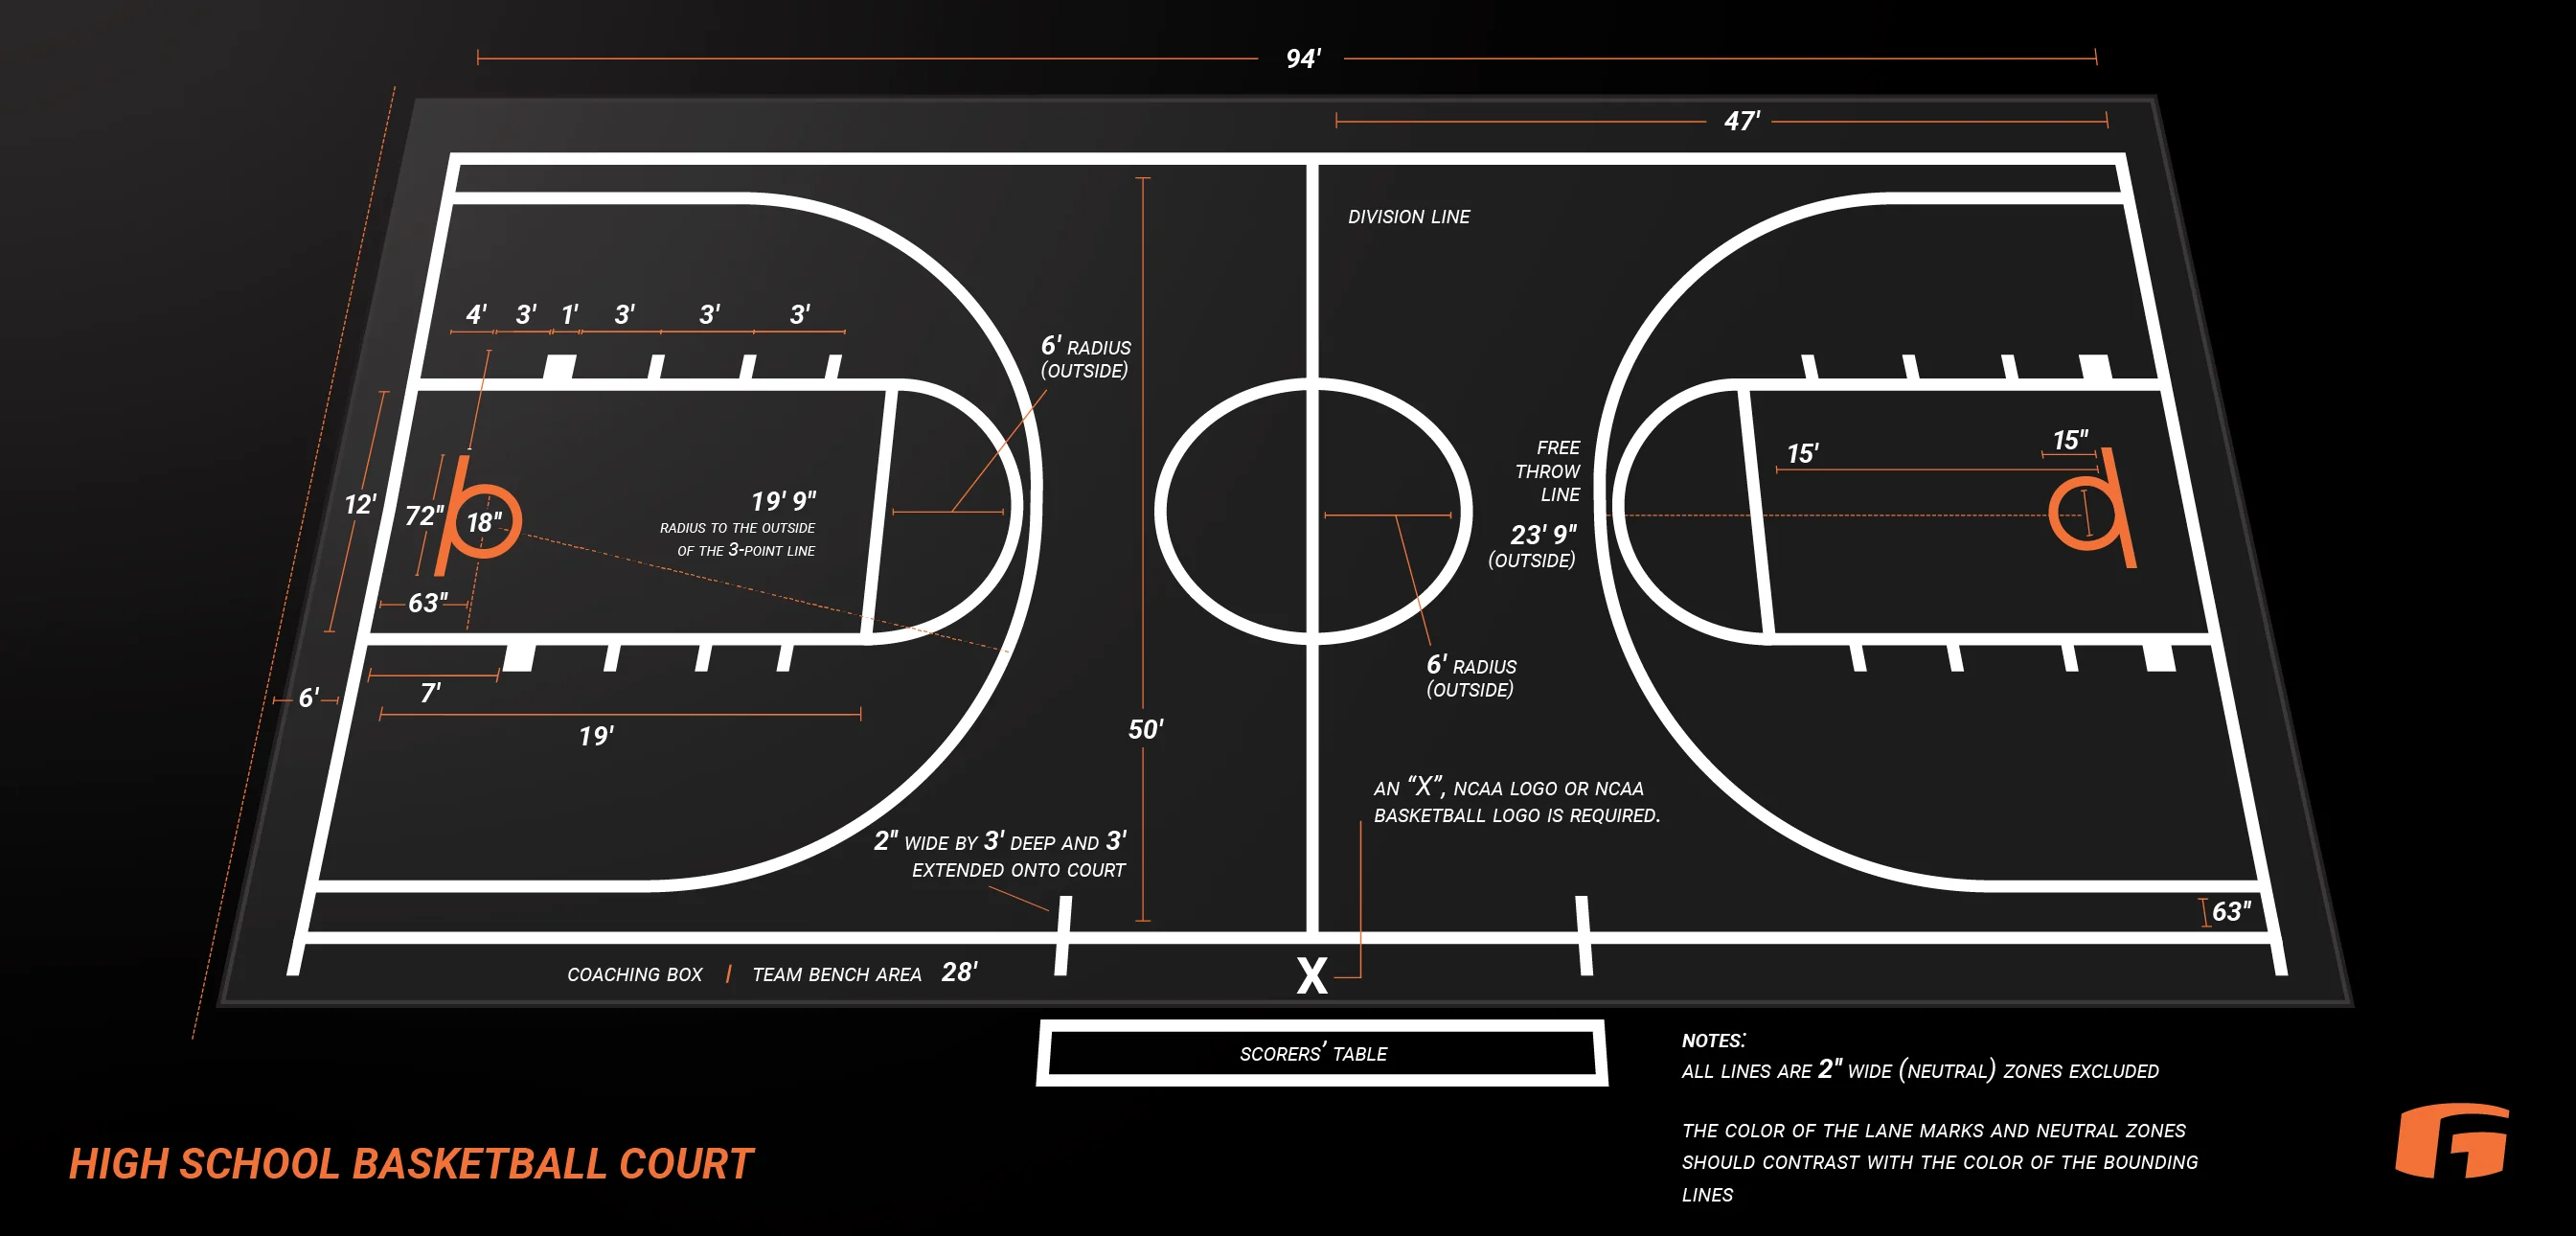 94'
47'
DIVISION LINE
4' 3' 1' 3' 3' 3'
6' RADIUS
(OUTSIDE)
FREE
THROW
LINE
23' 9"
(OUTSIDE)
15'
15"
12'
72"
18"
19' 9"
RADIUS TO THE OUTSIDE
OF THE 3-POINT LINE
63"
6' RADIUS
(OUTSIDE)
6'
7'
19'
50'
AN “X”, NCAA LOGO OR NCAA
BASKETBALL LOGO IS REQUIRED.
2" WIDE BY 3' DEEP AND 3'
EXTENDED ONTO COURT
63"
COACHING BOX / TEAM BENCH AREA 28'
X
SCORERS’ TABLE
NOTES:
ALL LINES ARE 2" WIDE (NEUTRAL) ZONES EXCLUDED
THE COLOR OF THE LANE MARKS AND NEUTRAL ZONES
SHOULD CONTRAST WITH THE COLOR OF THE BOUNDING
LINES
HIGH SCHOOL BASKETBALL COURT